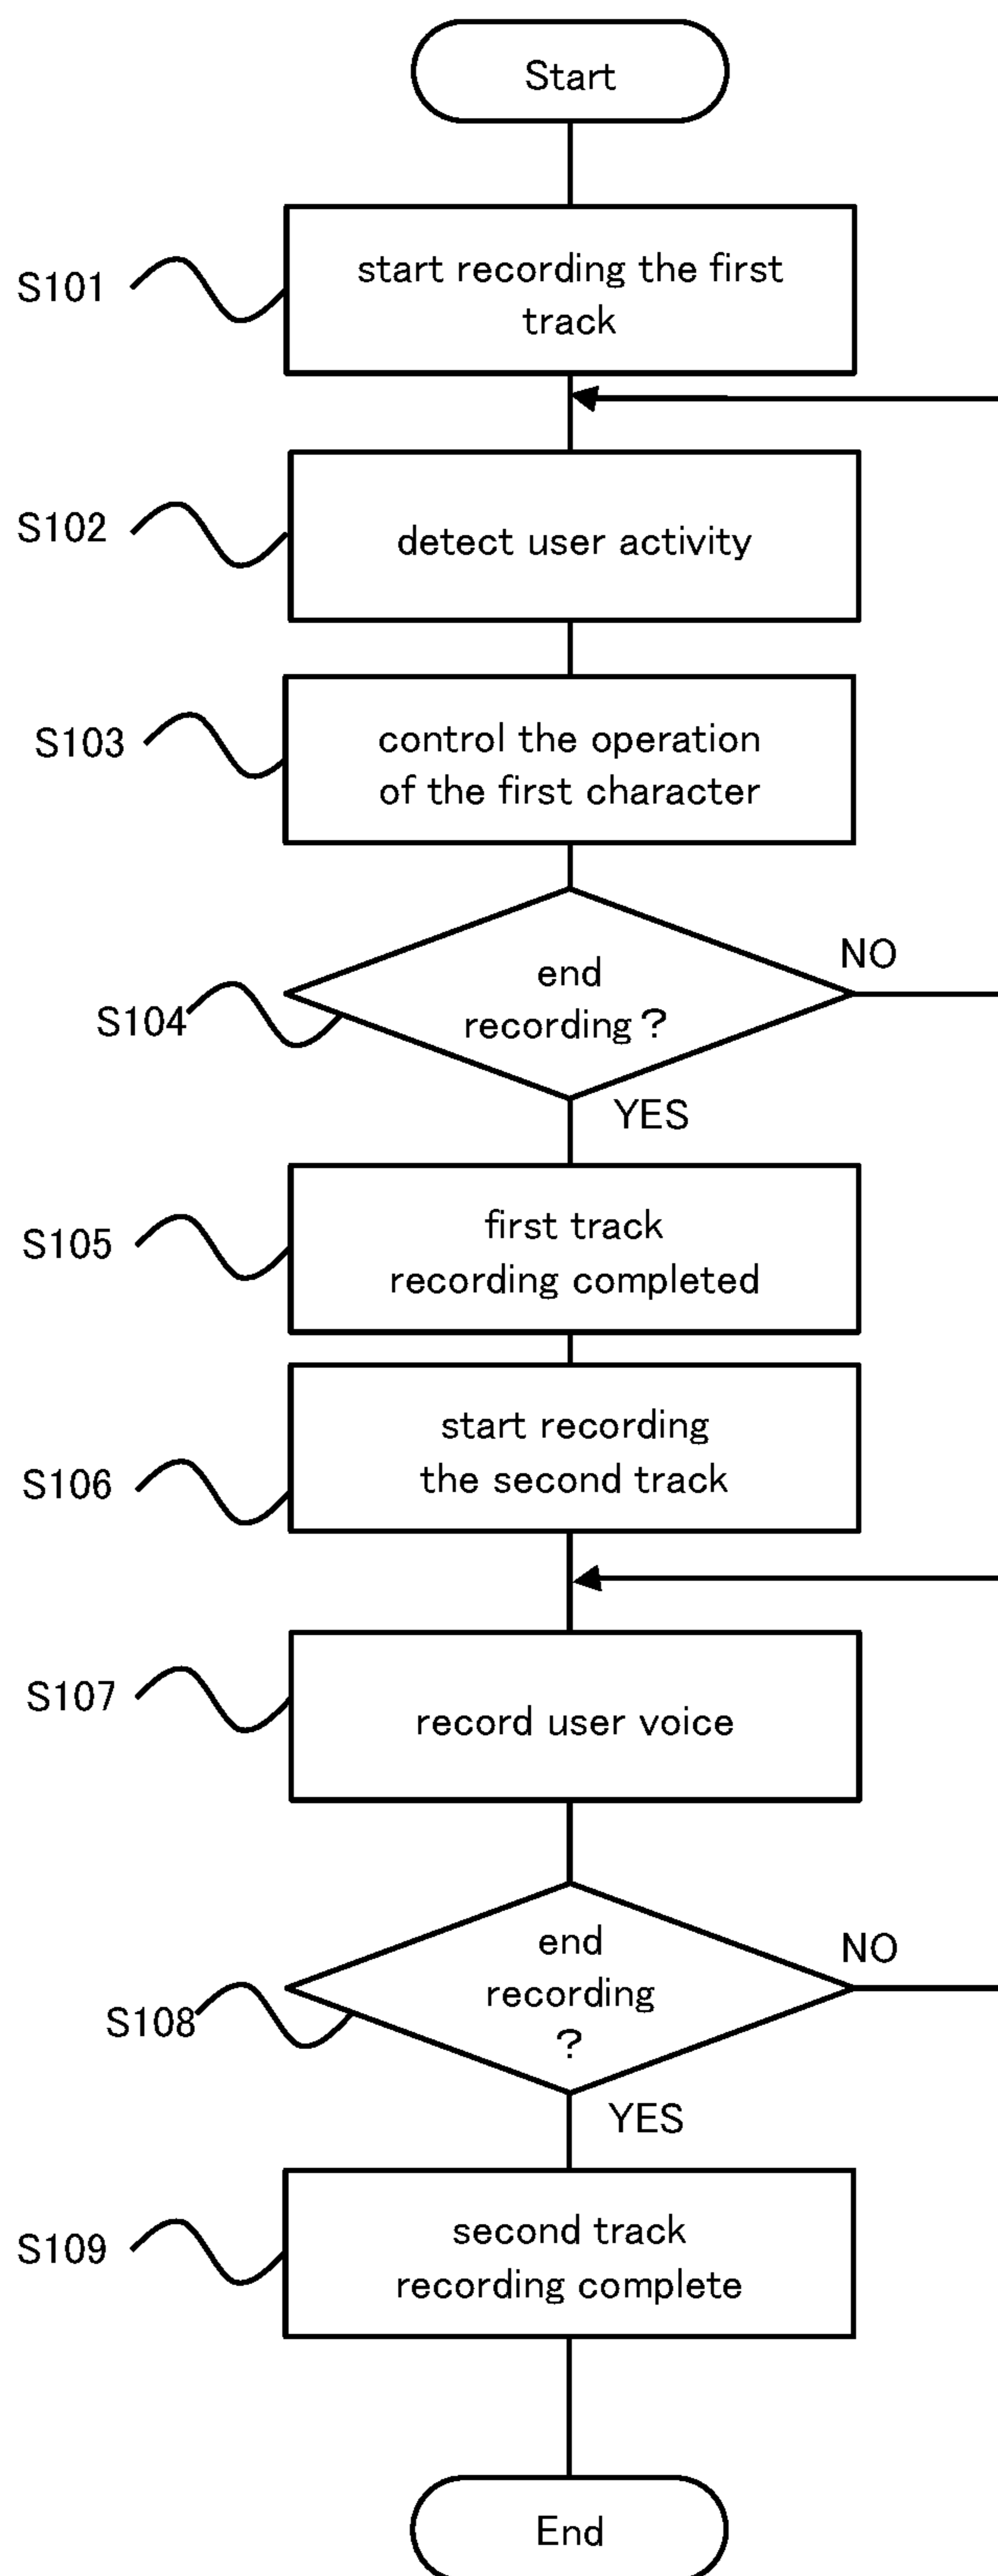 Start
S101
start recording the first
track
S102
detect user activity
S103
control the operation
of the first character
S104
end
recording?
NO
YES
S105
first track
recording completed
S106
start recording
the second track
S107
record user voice
S108
end
recording
?
NO
YES
S109
second track
recording complete
End